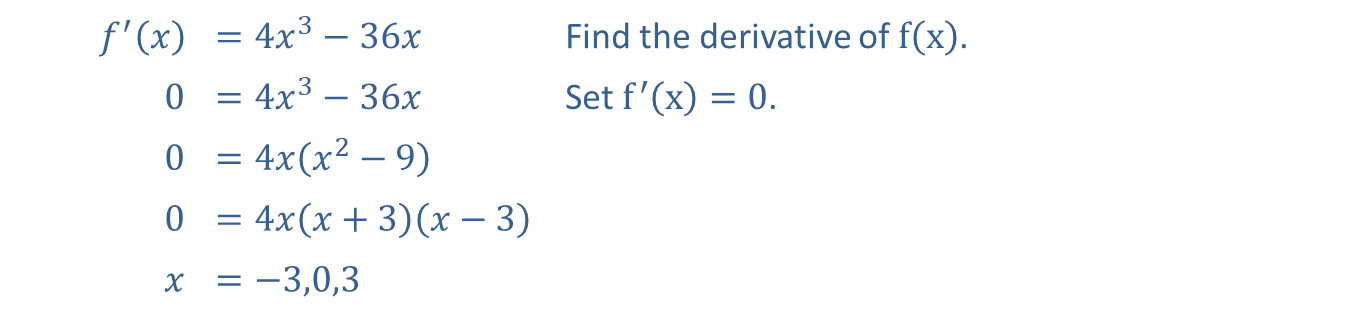 f′(x) = 4x³ − 36x Find the derivative of f(x).
0 = 4x³ − 36x Set f′(x) = 0.
0 = 4x(x² − 9)
0 = 4x(x + 3)(x − 3)
x = −3,0,3